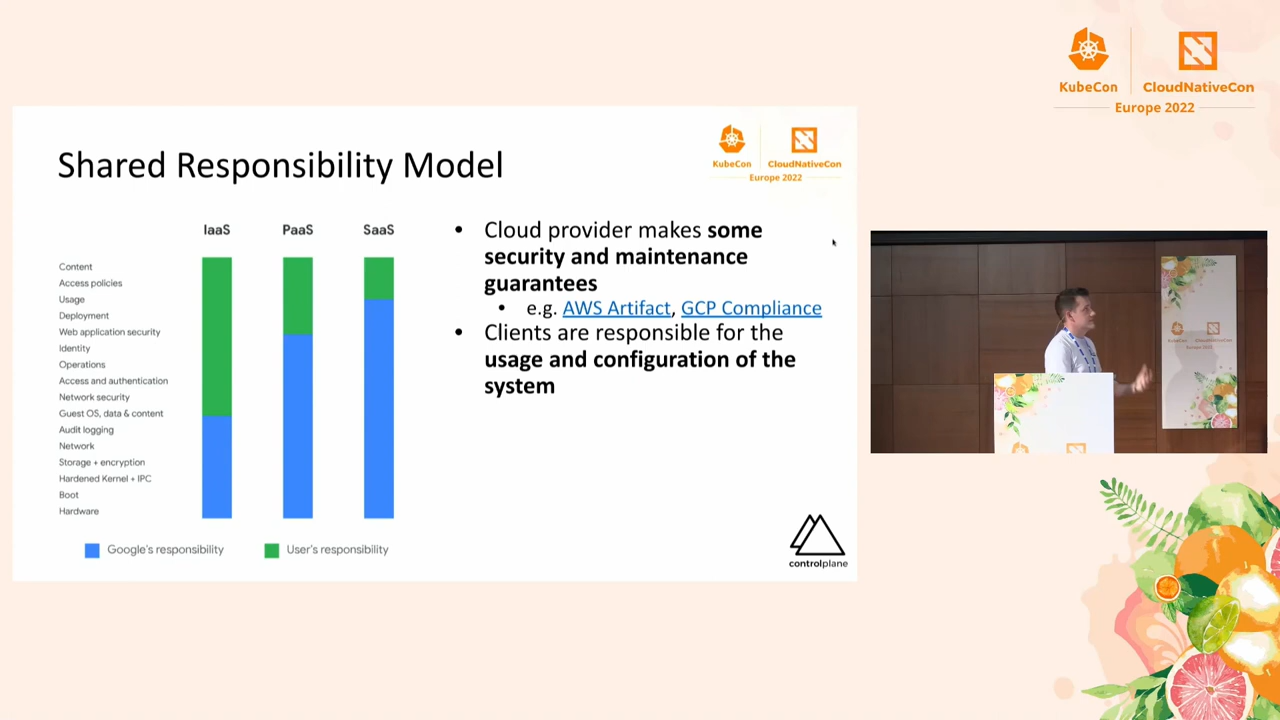 KubeCon
CloudNativeCon
Europe 2022
Shared Responsibility Model
KubeCon
CloudNativeCon
Europe 2022
IaaS
PaaS
SaaS
Content
Access policies
Usage
Deployment
Web application security
Identity
Operations
Access and authentication
Network security
Guest OS, data & content
Audit logging
Network
Storage + encryption
Hardened Kernel + IPC
Boot
Hardware
Google's responsibility
User's responsibility
• Cloud provider makes some
security and maintenance
guarantees
• e.g. AWS Artifact, GCP Compliance
• Clients are responsible for the
usage and configuration of the
system
controlplane